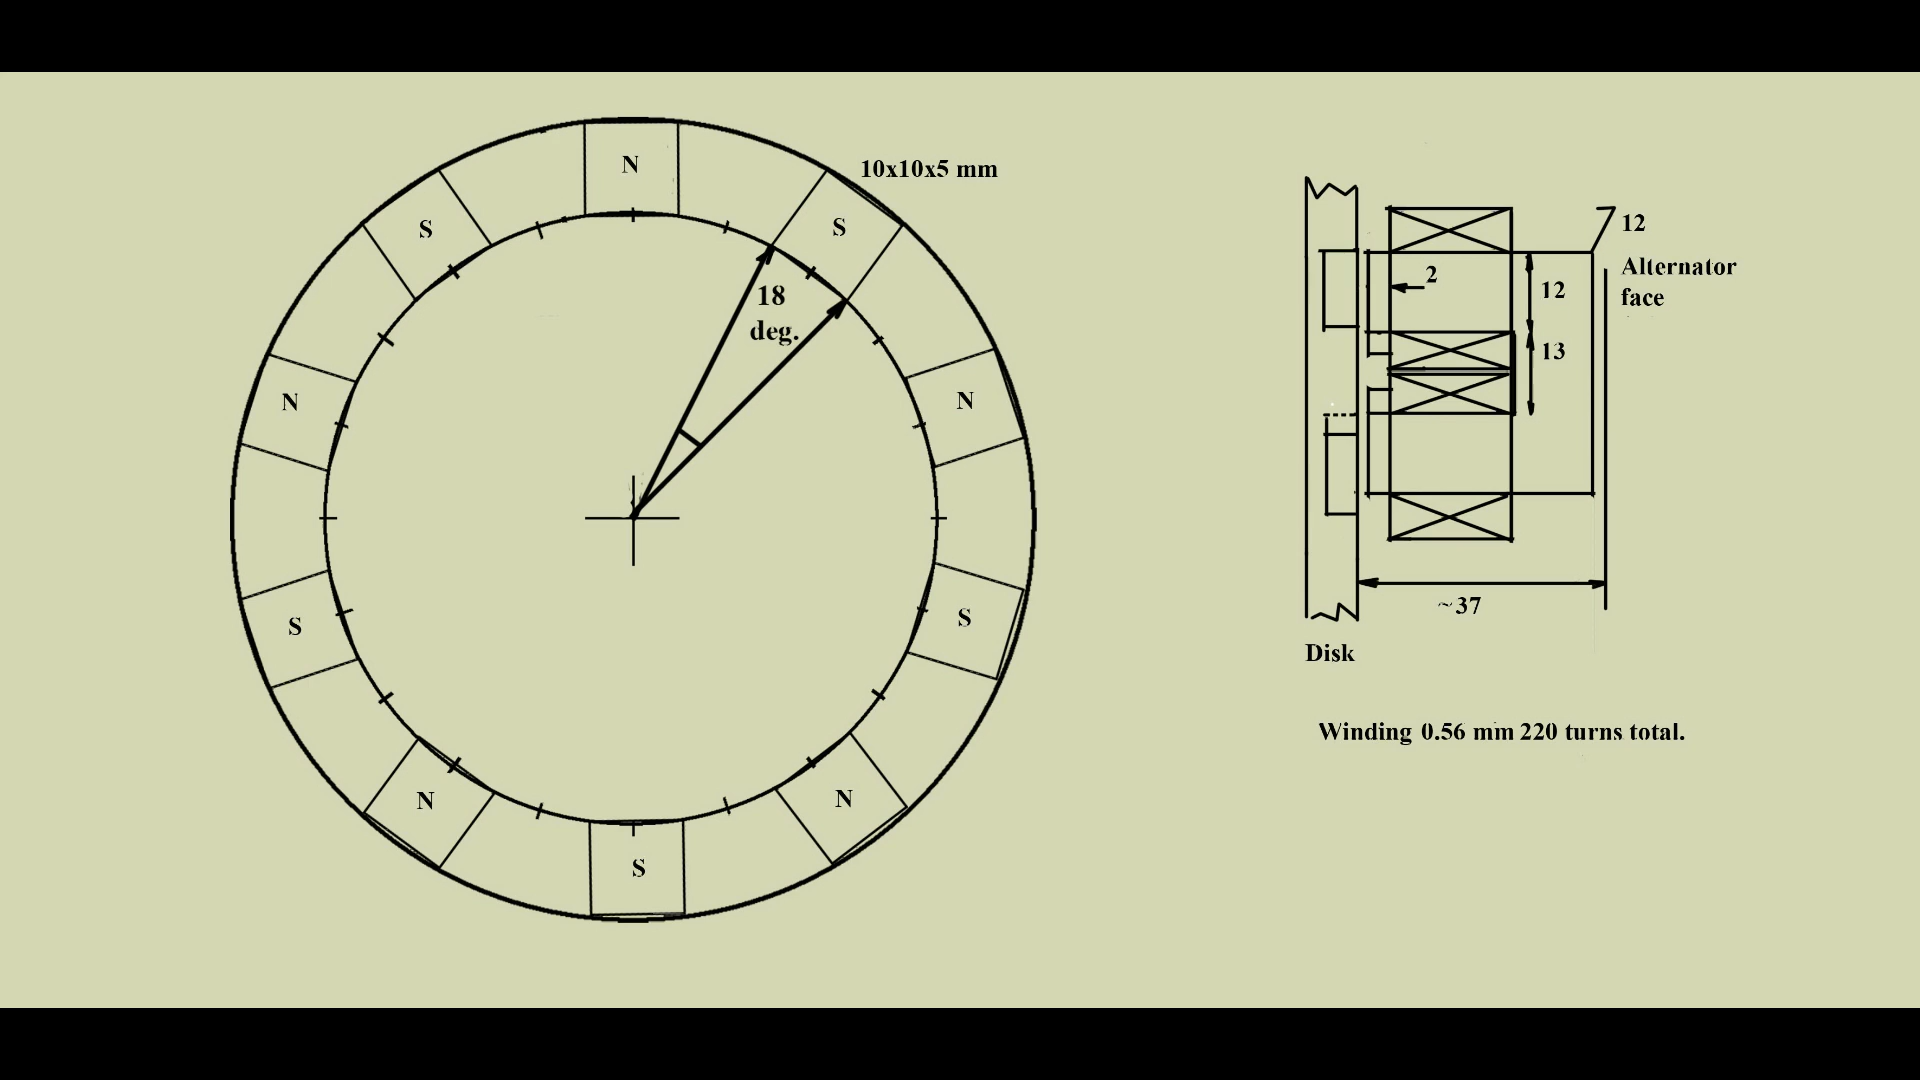 N
10x10x5 mm
S
S
18
deg.
N
N
S
S
N
N
S
12
Alternator
face
2
12
13
~37
Disk
Winding 0.56 mm 220 turns total.